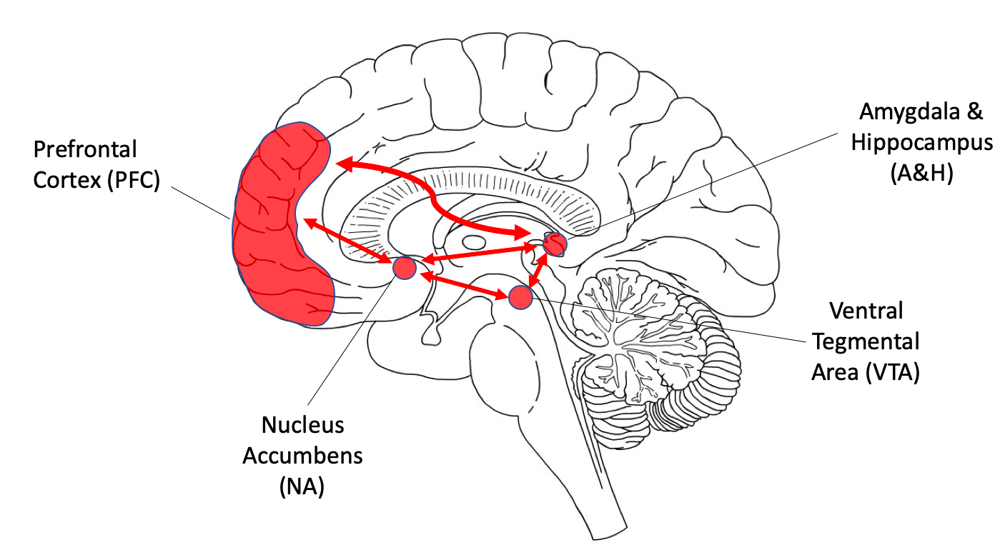 Prefrontal
Cortex (PFC)
Amygdala &
Hippocampus
(A&H)
Ventral
Tegmental
Area (VTA)
Nucleus
Accumbens
(NA)